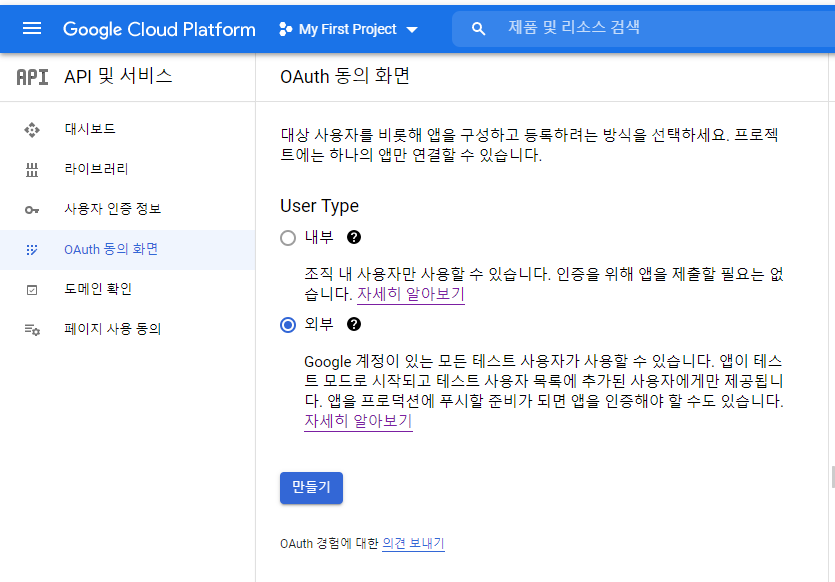 Google Cloud Platform
My First Project
제품 및 리소스 검색
API
API 및 서비스
OAuth 동의 화면
대시보드
라이브러리
사용자 인증 정보
OAuth 동의 화면
도메인 확인
페이지 사용 동의
대상 사용자를 비롯해 앱을 구성하고 등록하려는 방식을 선택하세요. 프로젝
트에는 하나의 앱만 연결할 수 있습니다.
User Type
내부
조직 내 사용자만 사용할 수 있습니다. 인증을 위해 앱을 제출할 필요는 없
습니다. 자세히 알아보기
외부
Google 계정이 있는 모든 테스트 사용자가 사용할 수 있습니다. 앱이 테스
트 모드로 시작되고 테스트 사용자 목록에 추가된 사용자에게만 제공됩니
다. 앱을 프로덕션에 푸시할 준비가 되면 앱을 인증해야 할 수도 있습니다.
자세히 알아보기
만들기
OAuth 경험에 대한 의견 보내기